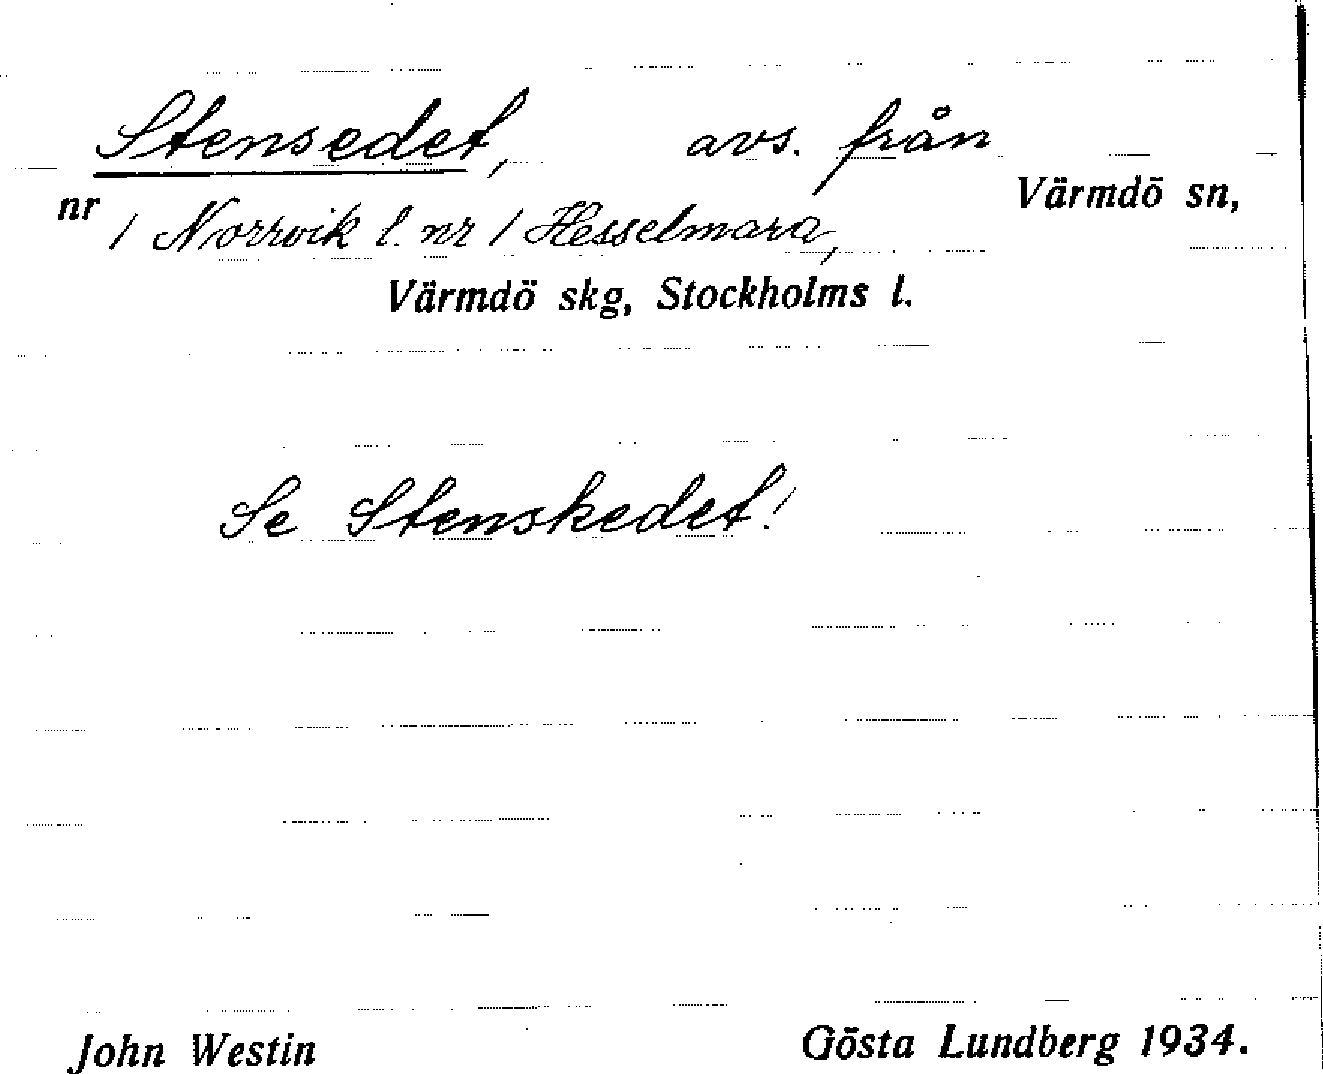 Stensedet, avs. från
Värmdö sn,
nr 1 Norrvik l. nr 1 Hesselmara,
Värmdö skg, Stockholms l.
Se Stenskedet!
John Westin Gösta Lundberg 1934.